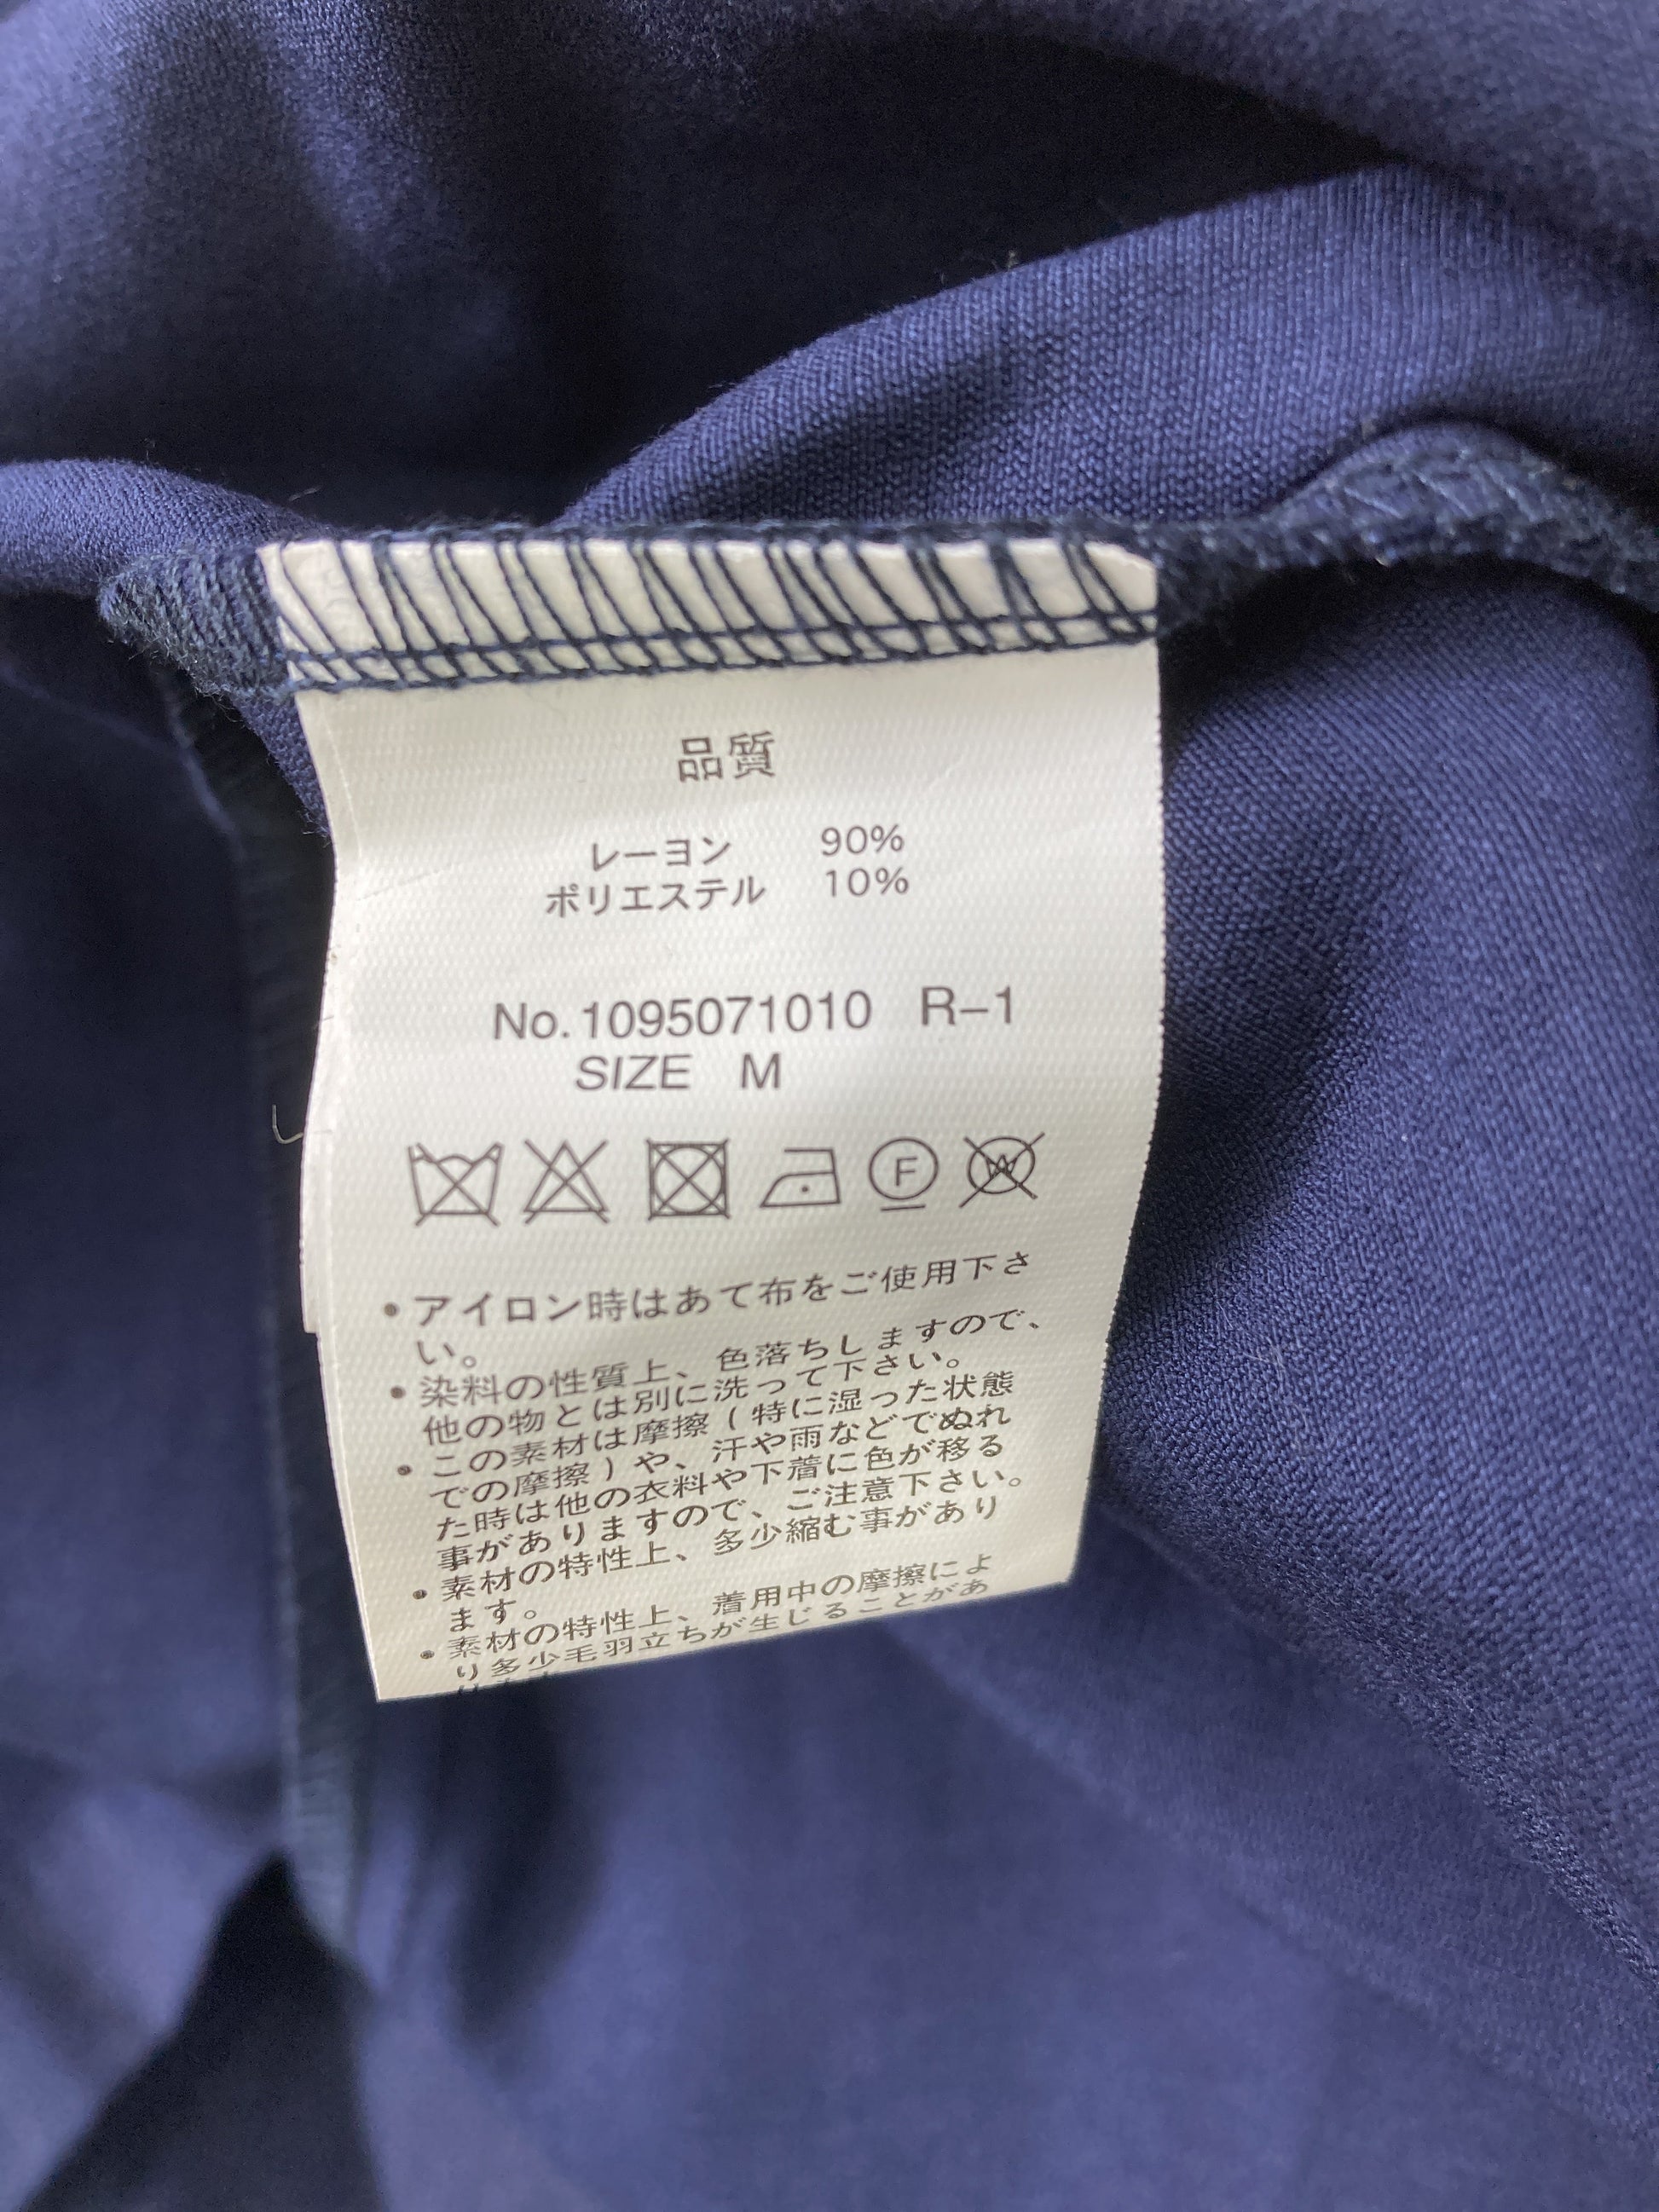 品質
レーヨン 90%
ポリエステル 10%
No.1095071010 R-1
SIZE M
F W
•アイロン時はあて布をご使用下さ
い。
•染料の性質上、色落ちしますので、
他の物とは別に洗って下さい。
•この素材は摩擦(特に湿った状態
での摩擦)や、汗や雨などでぬれ
た時は他の衣料や下着に色が移る
事がありますので、ご注意下さい。
•素材の特性上、多少縮む事があり
ます。
•素材の特性上、着用中の摩擦によ
り多少毛羽立ちが生じることがあ